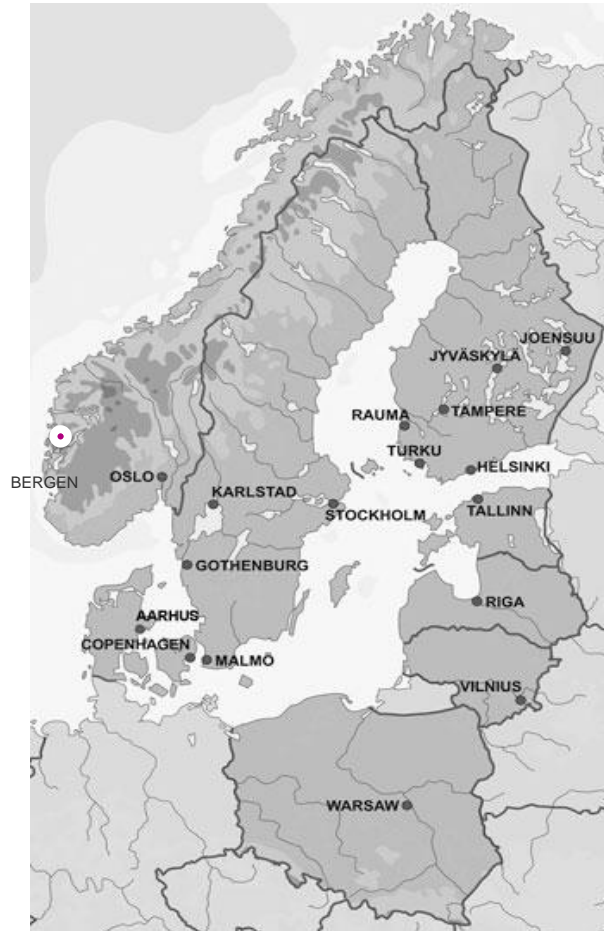 JOENSUU
JYVÄSKYLÄ
TAMPERE
RAUMA
TURKU
HELSINKI
BERGEN
OSLO
KARLSTAD
STOCKHOLM
TALLINN
GOTHENBURG
RIGA
AARHUS
COPENHAGEN
MALMÖ
VILNIUS
WARSAW